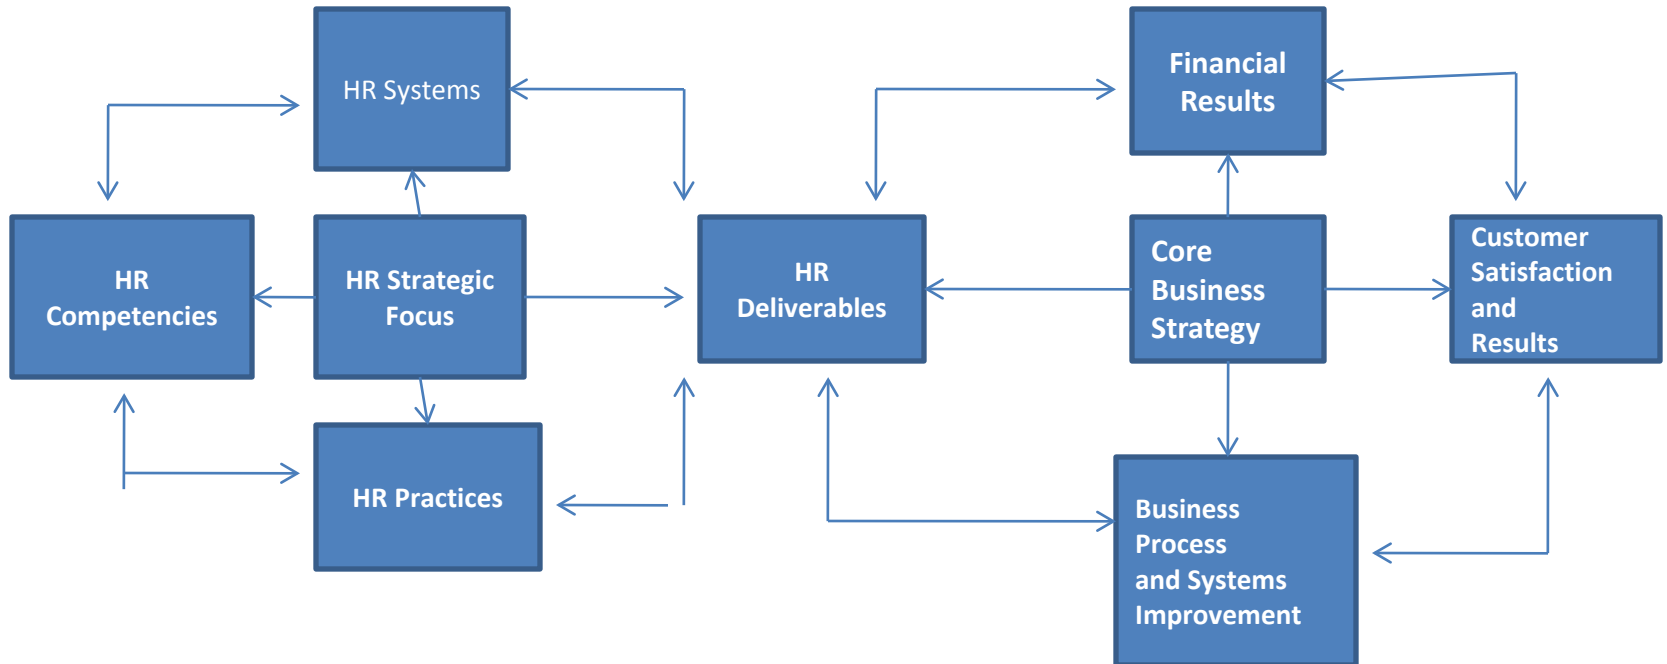 HR Systems
Financial
Results
HR
Competencies
HR Strategic
Focus
HR
Deliverables
Core
Business
Strategy
Customer
Satisfaction
and
Results
HR Practices
Business
Process
and Systems
Improvement